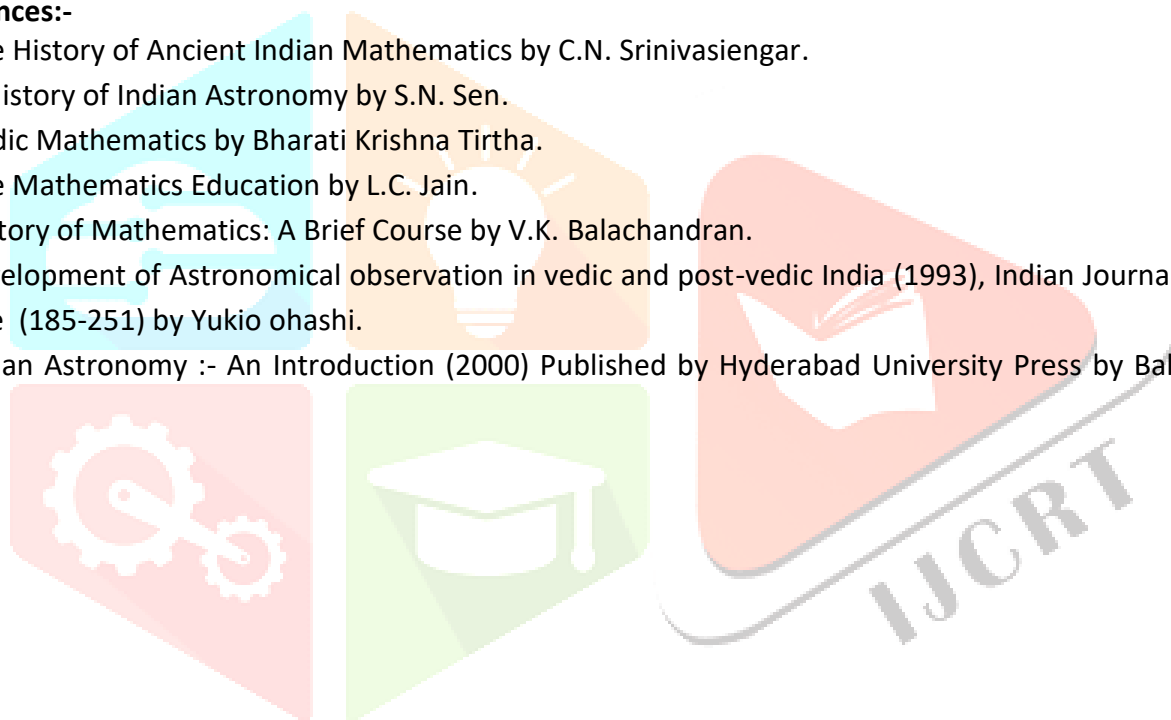 nces:-
e History of Ancient Indian Mathematics by C.N. Srinivasiengar.
istory of Indian Astronomy by S.N. Sen.
dic Mathematics by Bharati Krishna Tirtha.
e Mathematics Education by L.C. Jain.
tory of Mathematics: A Brief Course by V.K. Balachandran.
elopment of Astronomical observation in vedic and post-vedic India (1993), Indian Journa
e (185-251) by Yukio ohashi.
an Astronomy :- An Introduction (2000) Published by Hyderabad University Press by Bal
IJCRT